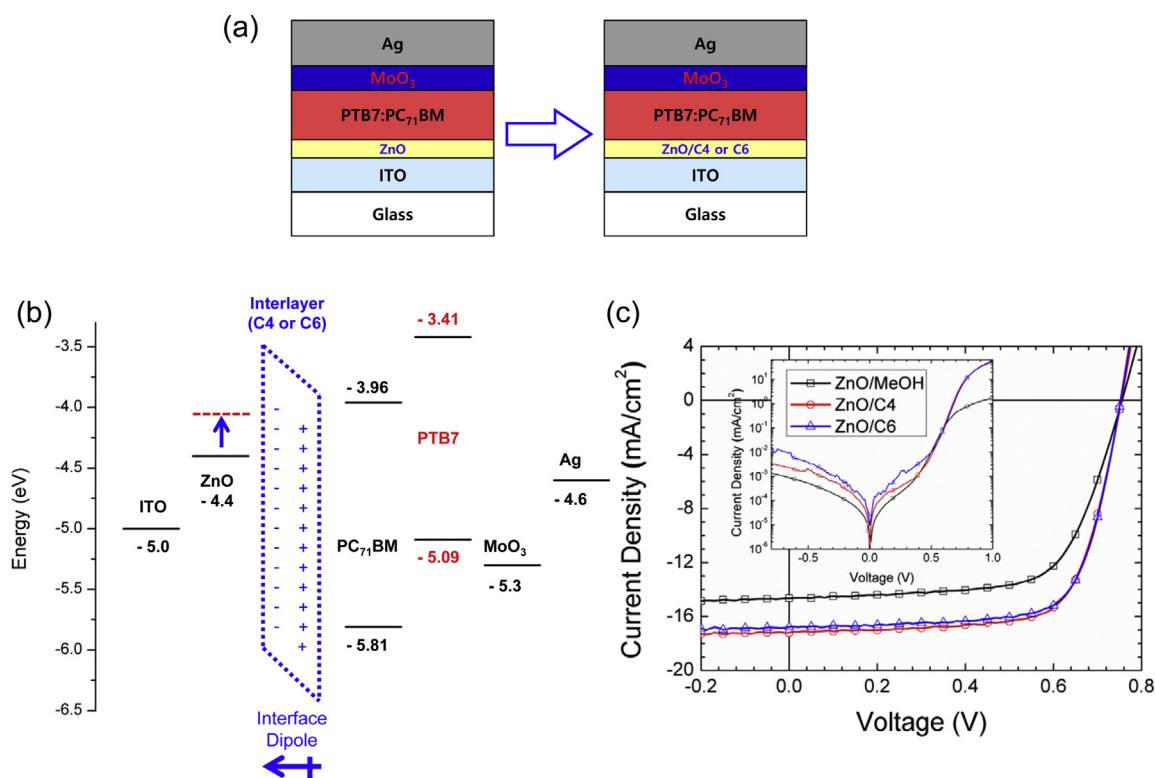 (a)
Ag
MoO₃
PTB7:PC₇₁BM
ZnO
ITO
Glass
Ag
MoO₃
PTB7:PC₇₁BM
ZnO/C4 or C6
ITO
Glass
(b)
Energy (eV)
-3.5
-4.0
-4.5
-5.0
-5.5
-6.0
-6.5
ITO
- 5.0
ZnO
- 4.4
Interlayer
(C4 or C6)
-
-
-
-
-
-
-
-
-
-
-
-
+
+
+
+
+
+
+
+
+
+
+
+
Interface
Dipole
- 3.96
PC₇₁BM
- 5.81
- 3.41
PTB7
- 5.09
MoO₃
- 5.3
Ag
- 4.6
(c)
Current Density (mA/cm²)
4
0
-4
-8
-12
-16
-20
-0.2 0.0 0.2 0.4 0.6 0.8
Voltage (V)
ZnO/MeOH
ZnO/C4
ZnO/C6
Current Density (mA/cm²)
10¹
10⁰
10⁻¹
10⁻²
10⁻³
10⁻⁴
10⁻⁵
10⁻⁶
-0.5 0.0 0.5 1.0
Voltage (V)